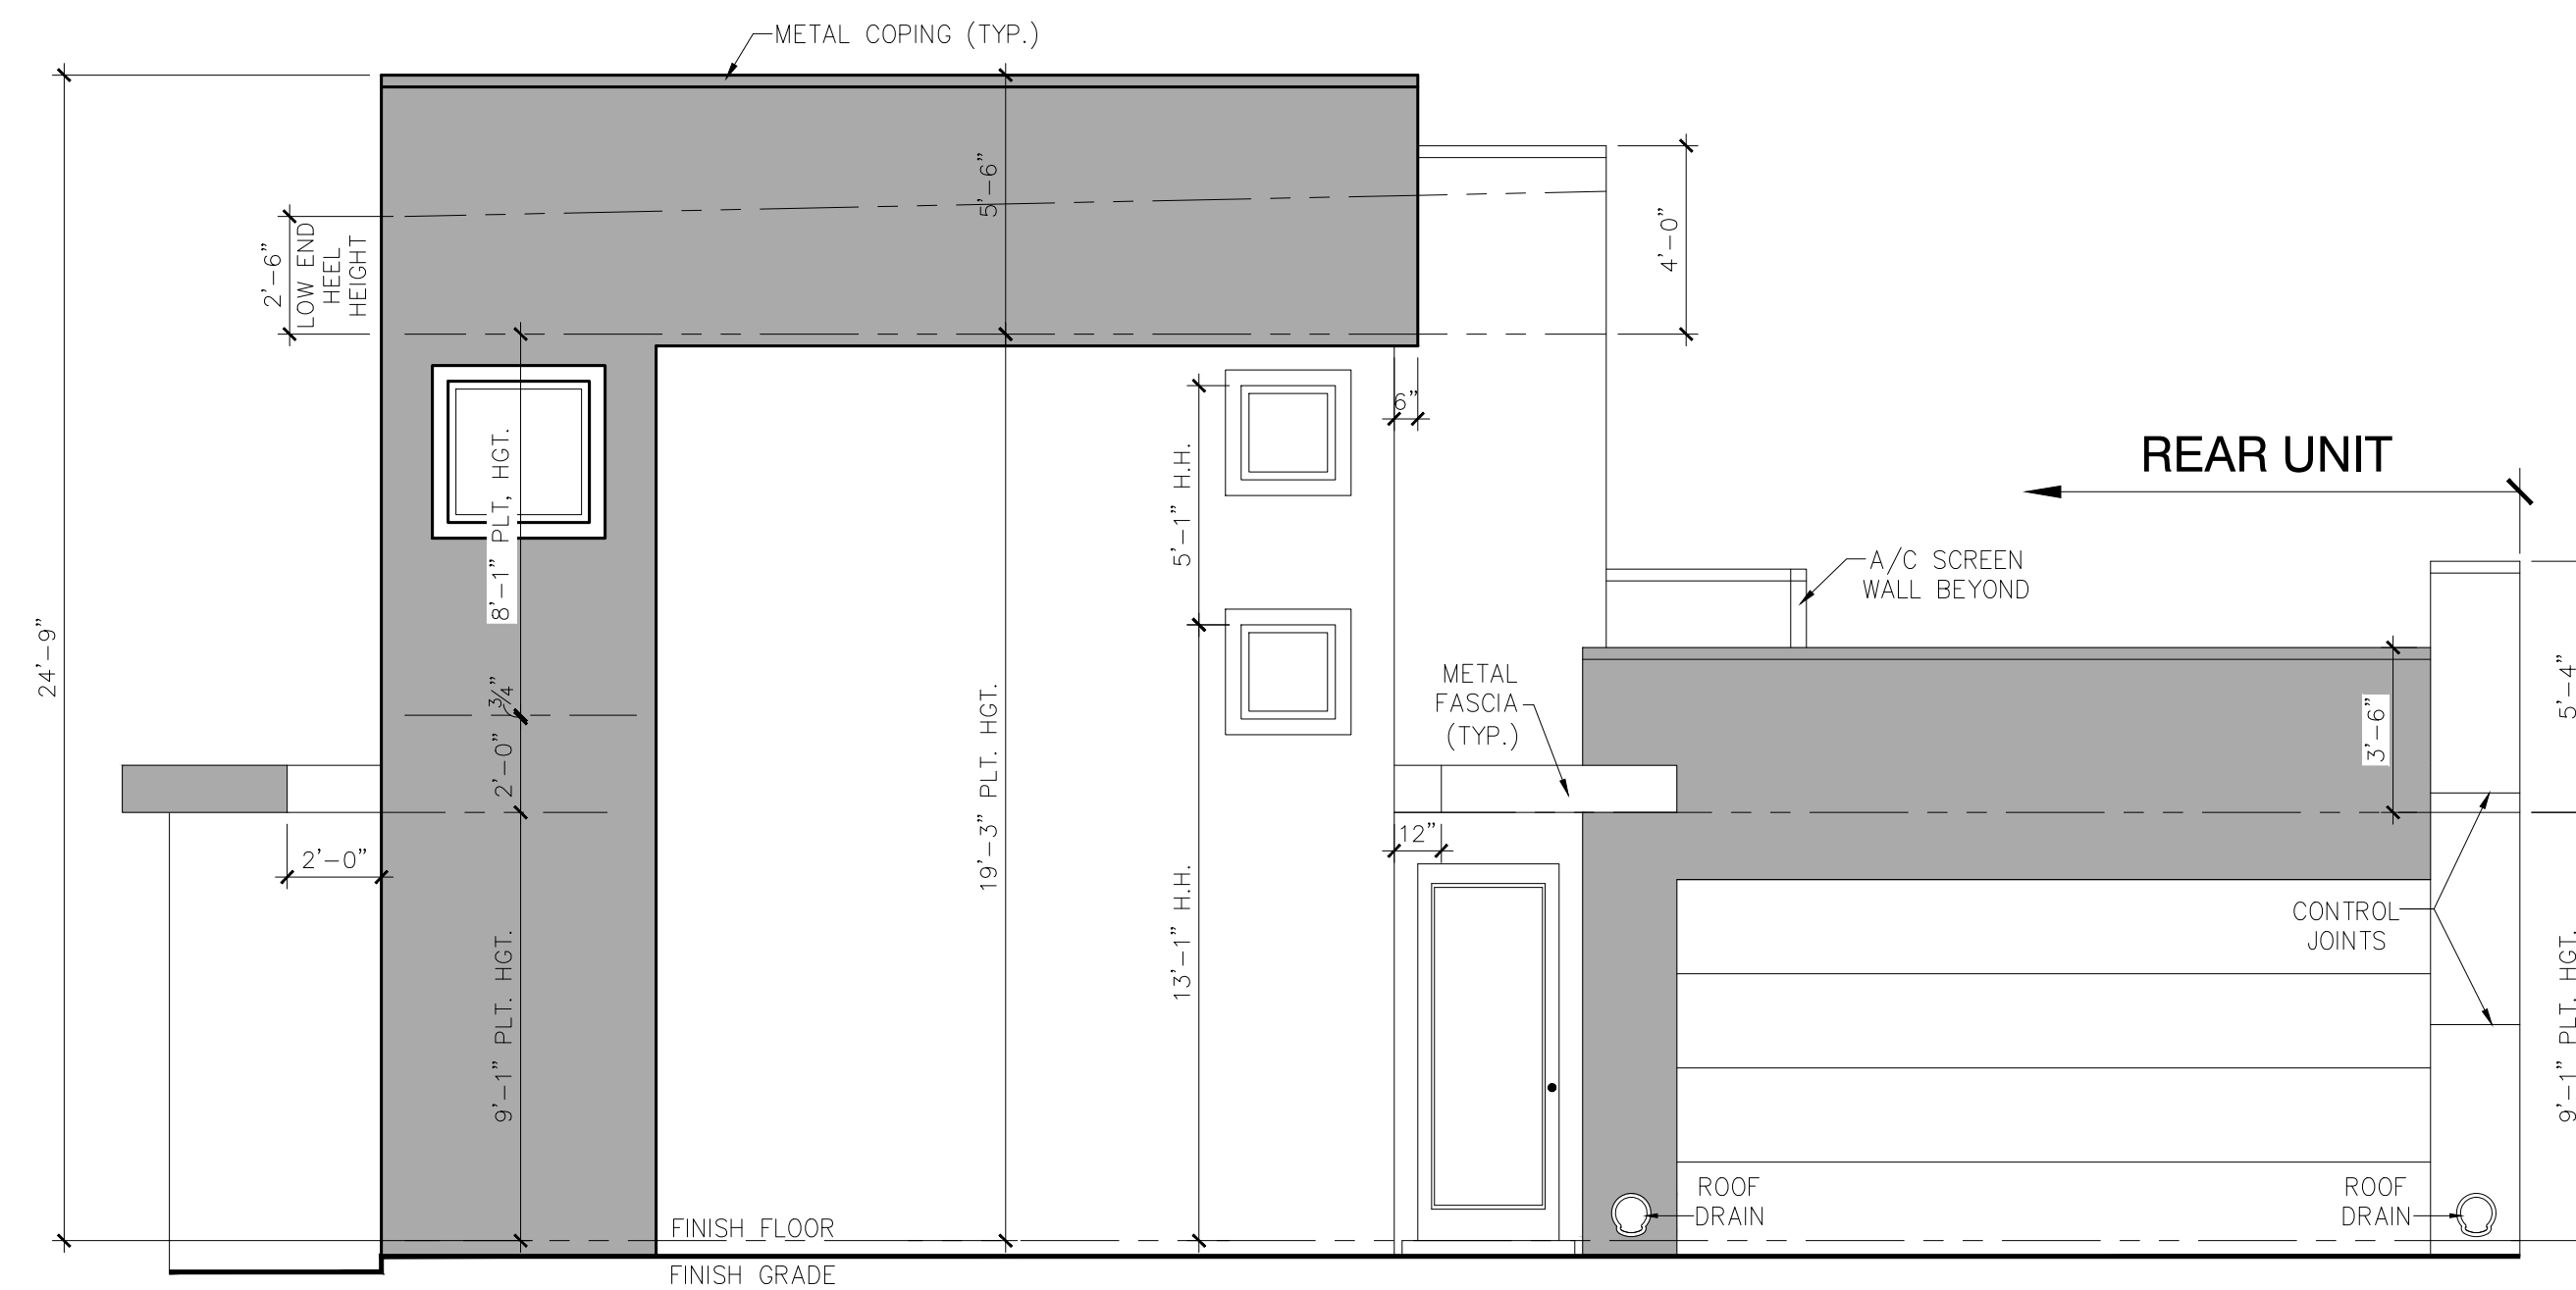 METAL COPING (TYP.)
5'-6"
2'-6"
LOW END
HEEL
HEIGHT
4'-0"
6"
REAR UNIT
8'-1" PLT, HGT.
5'-1" H.H.
A/C SCREEN
WALL BEYOND
24'-9"
3/4"
METAL
FASCIA
(TYP.)
5'-4"
3'-6"
2'-0"
19'-3" PLT. HGT.
12"
2'-0"
13'-1" H.H.
CONTROL
JOINTS
9'-1" PLT. HGT.
9'-1" PLT. HGT.
ROOF
DRAIN
ROOF
DRAIN
FINISH FLOOR
FINISH GRADE